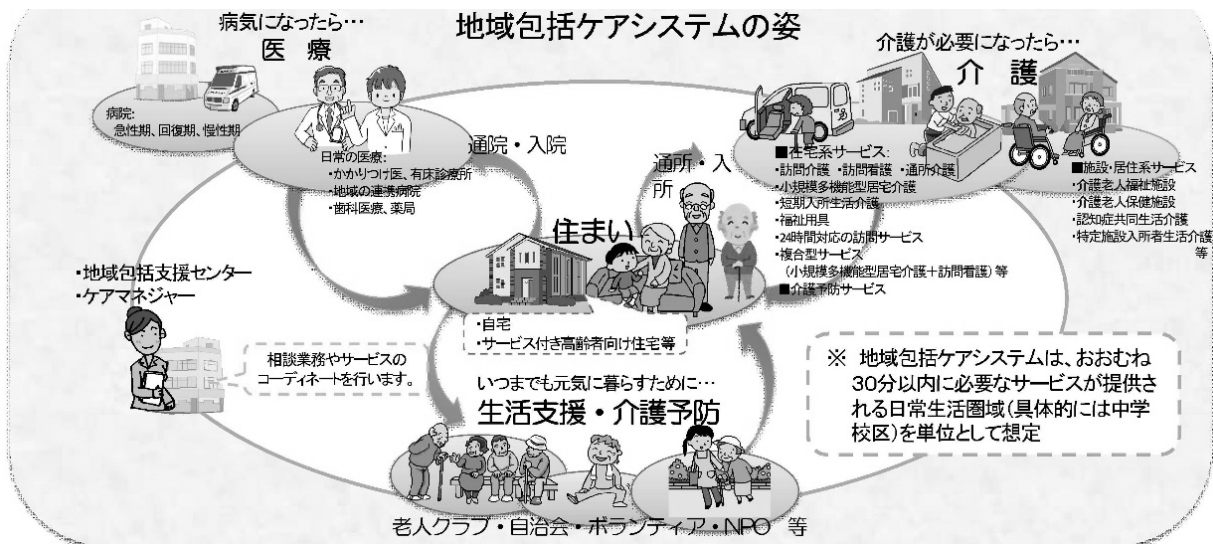 地域包括ケアシステムの姿
病気になったら…
医 療
病院:
急性期、回復期、慢性期
日常の医療:
・かかりつけ医、有床診療所
・地域の連携病院
・歯科医療、薬局
通院・入院
通所・入
所
介護が必要になったら…
介 護
■在宅系サービス:
・訪問介護 ・訪問看護 ・通所介護
・小規模多機能型居宅介護
・短期入所生活介護
・福祉用具
・24時間対応の訪問サービス
・複合型サービス
(小規模多機能型居宅介護+訪問看護)等
■介護予防サービス
■施設・居住系サービス
・介護老人福祉施設
・介護老人保健施設
・認知症共同生活介護
・特定施設入所者生活介護
等
住まい
・自宅
・サービス付き高齢者向け住宅等
・地域包括支援センター
・ケアマネジャー
相談業務やサービスの
コーディネートを行います。
いつまでも元気に暮らすために…
生活支援・介護予防
老人クラブ・自治会・ボランティア・NPO 等
※ 地域包括ケアシステムは、おおむね
30分以内に必要なサービスが提供さ
れる日常生活圏域(具体的には中学
校区)を単位として想定